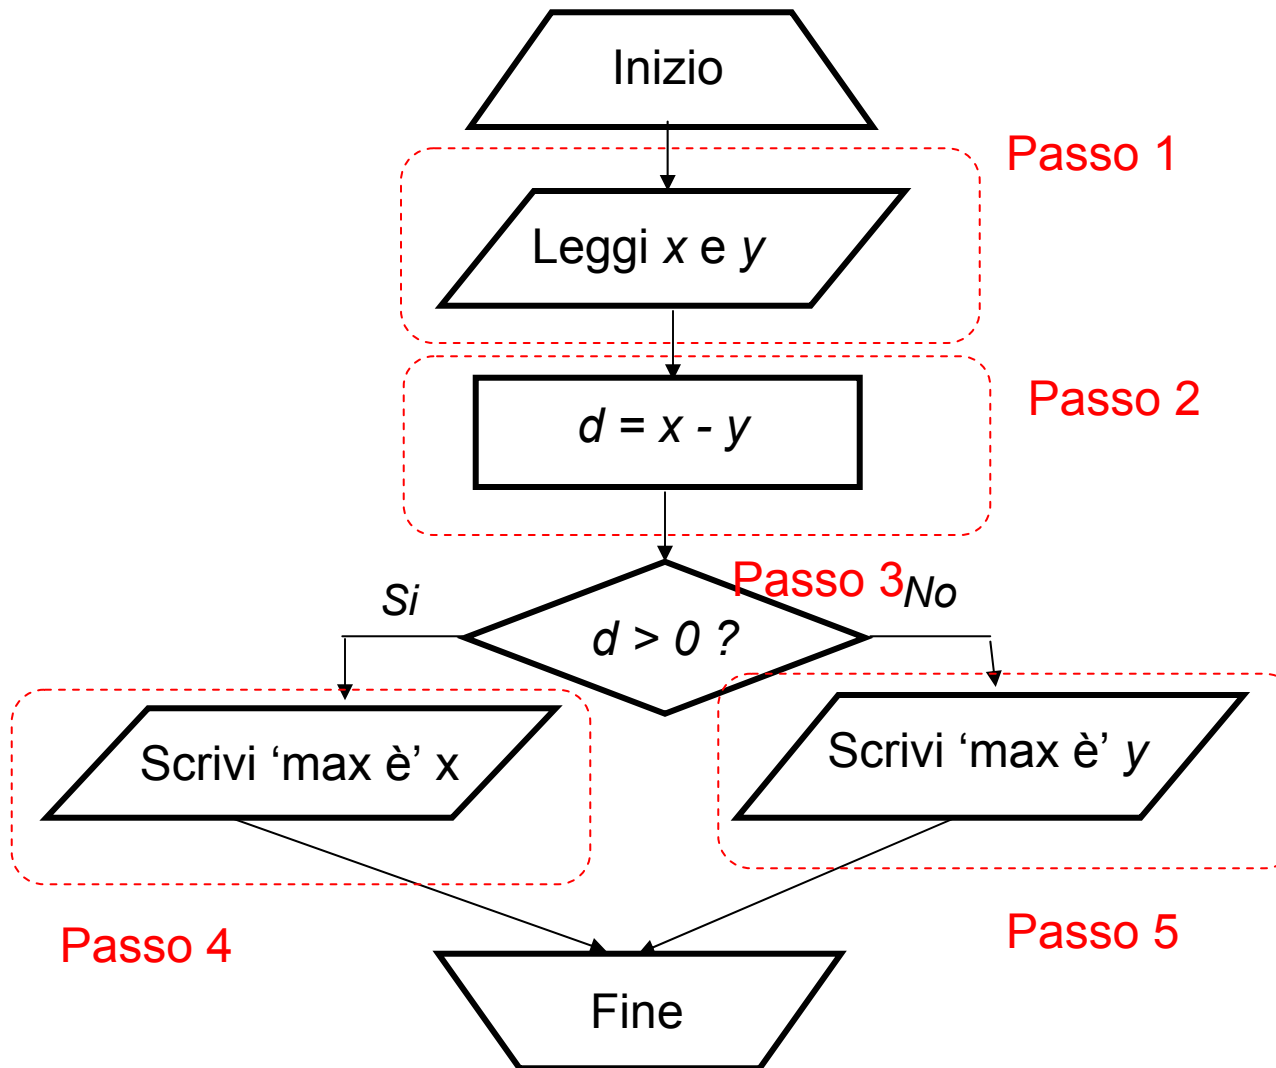 Inizio
Passo 1
Leggi x e y
Passo 2
d = x - y
Passo 3
Si
No
d > 0 ?
Scrivi ‘max è’ x
Scrivi ‘max è’ y
Passo 4
Passo 5
Fine